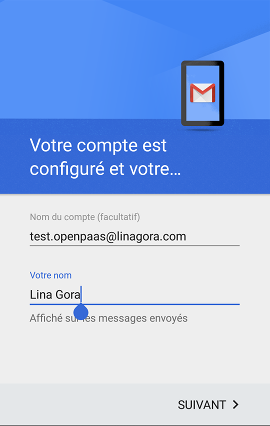 Votre compte est
configuré et votre...
Nom du compte (facultatif)
test.openpaas@linagora.com
Votre nom
Lina Gora
Affiché sur les messages envoyés
SUIVANT